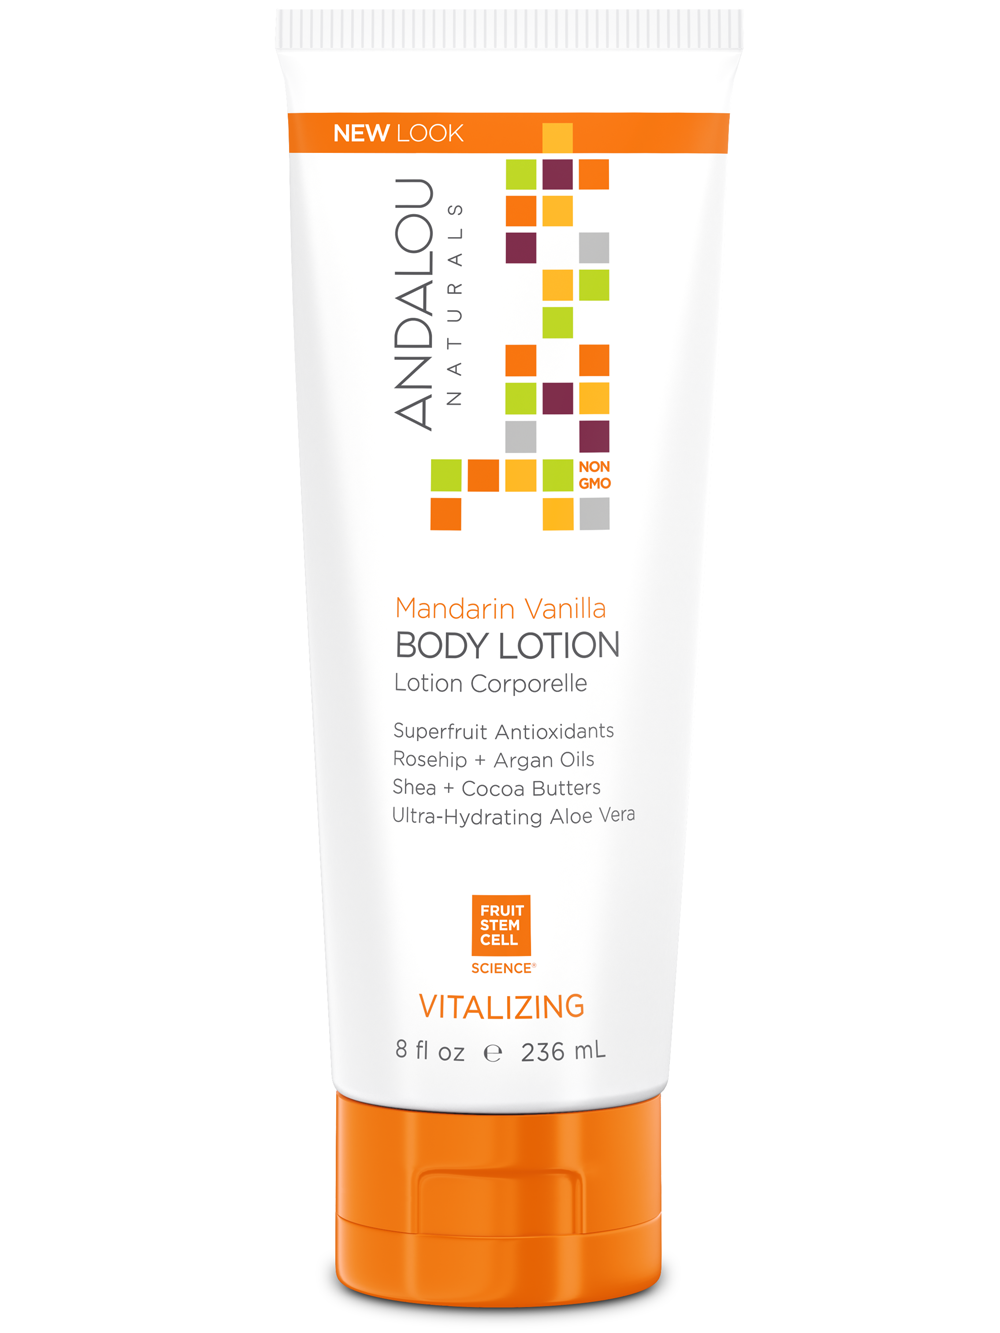 NEW LOOK
ANDALOU
NATURALS
NON
GMO
Mandarin Vanilla
BODY LOTION
Lotion Corporelle
Superfruit Antioxidants
Rosehip + Argan Oils
Shea + Cocoa Butters
Ultra-Hydrating Aloe Vera
FRUIT
STEM
CELL
SCIENCE®
VITALIZING
8 fl oz ℮ 236 mL